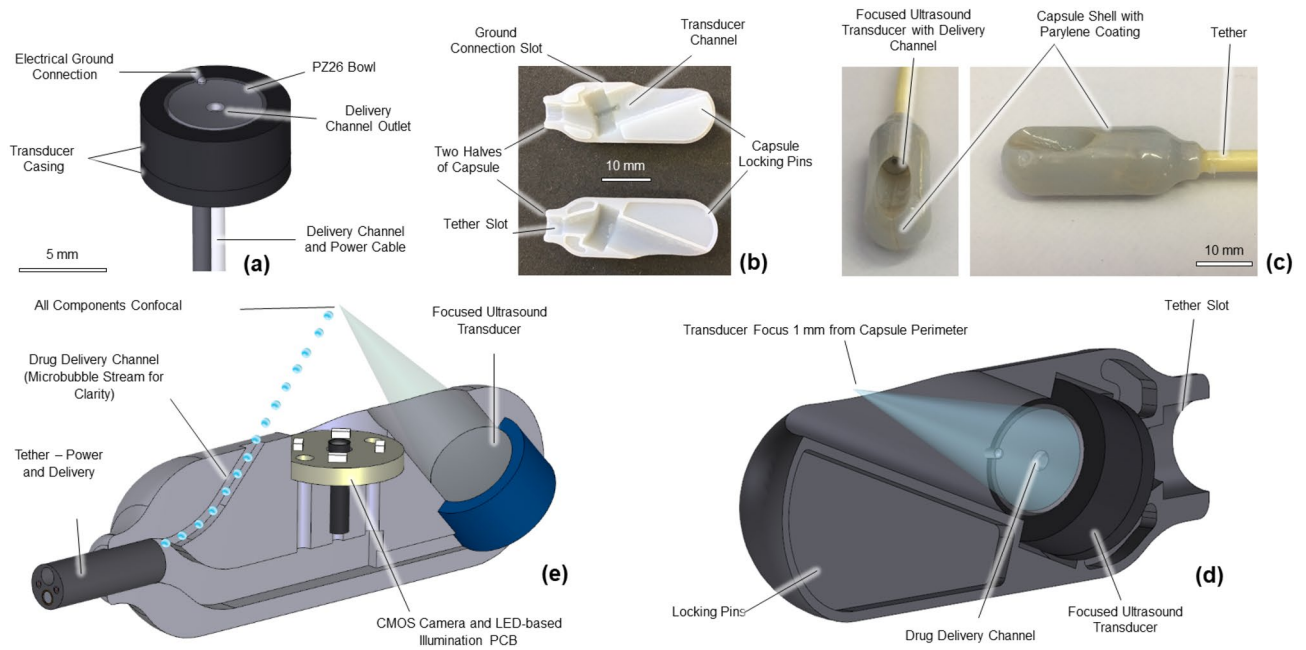 Electrical Ground
Connection
PZ26 Bowl
Delivery
Channel Outlet
Transducer
Casing
Delivery Channel
and Power Cable
5 mm
(a)
Ground
Connection Slot
Transducer
Channel
Two Halves
of Capsule
10 mm
Capsule
Locking Pins
Tether Slot
(b)
Focused Ultrasound
Transducer with Delivery
Channel
Capsule Shell with
Parylene Coating
Tether
10 mm
(c)
All Components Confocal
Focused Ultrasound
Transducer
Drug Delivery Channel
(Microbubble Stream for
Clarity)
Tether – Power
and Delivery
(e)
CMOS Camera and LED-based
Illumination PCB
Tether Slot
Transducer Focus 1 mm from Capsule Perimeter
(d)
Locking Pins
Drug Delivery Channel
Focused Ultrasound
Transducer